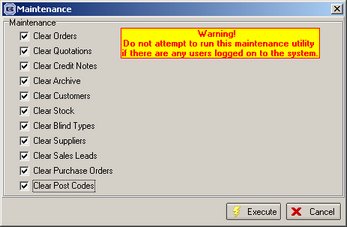 Maintenance
Maintenance
Clear Orders
Clear Quotations
Clear Credit Notes
Clear Archive
Clear Customers
Clear Stock
Clear Blind Types
Clear Suppliers
Clear Sales Leads
Clear Purchase Orders
Clear Post Codes
Warning!
Do not attempt to run this maintenance utility
if there are any users logged on to the system.
Execute
Cancel